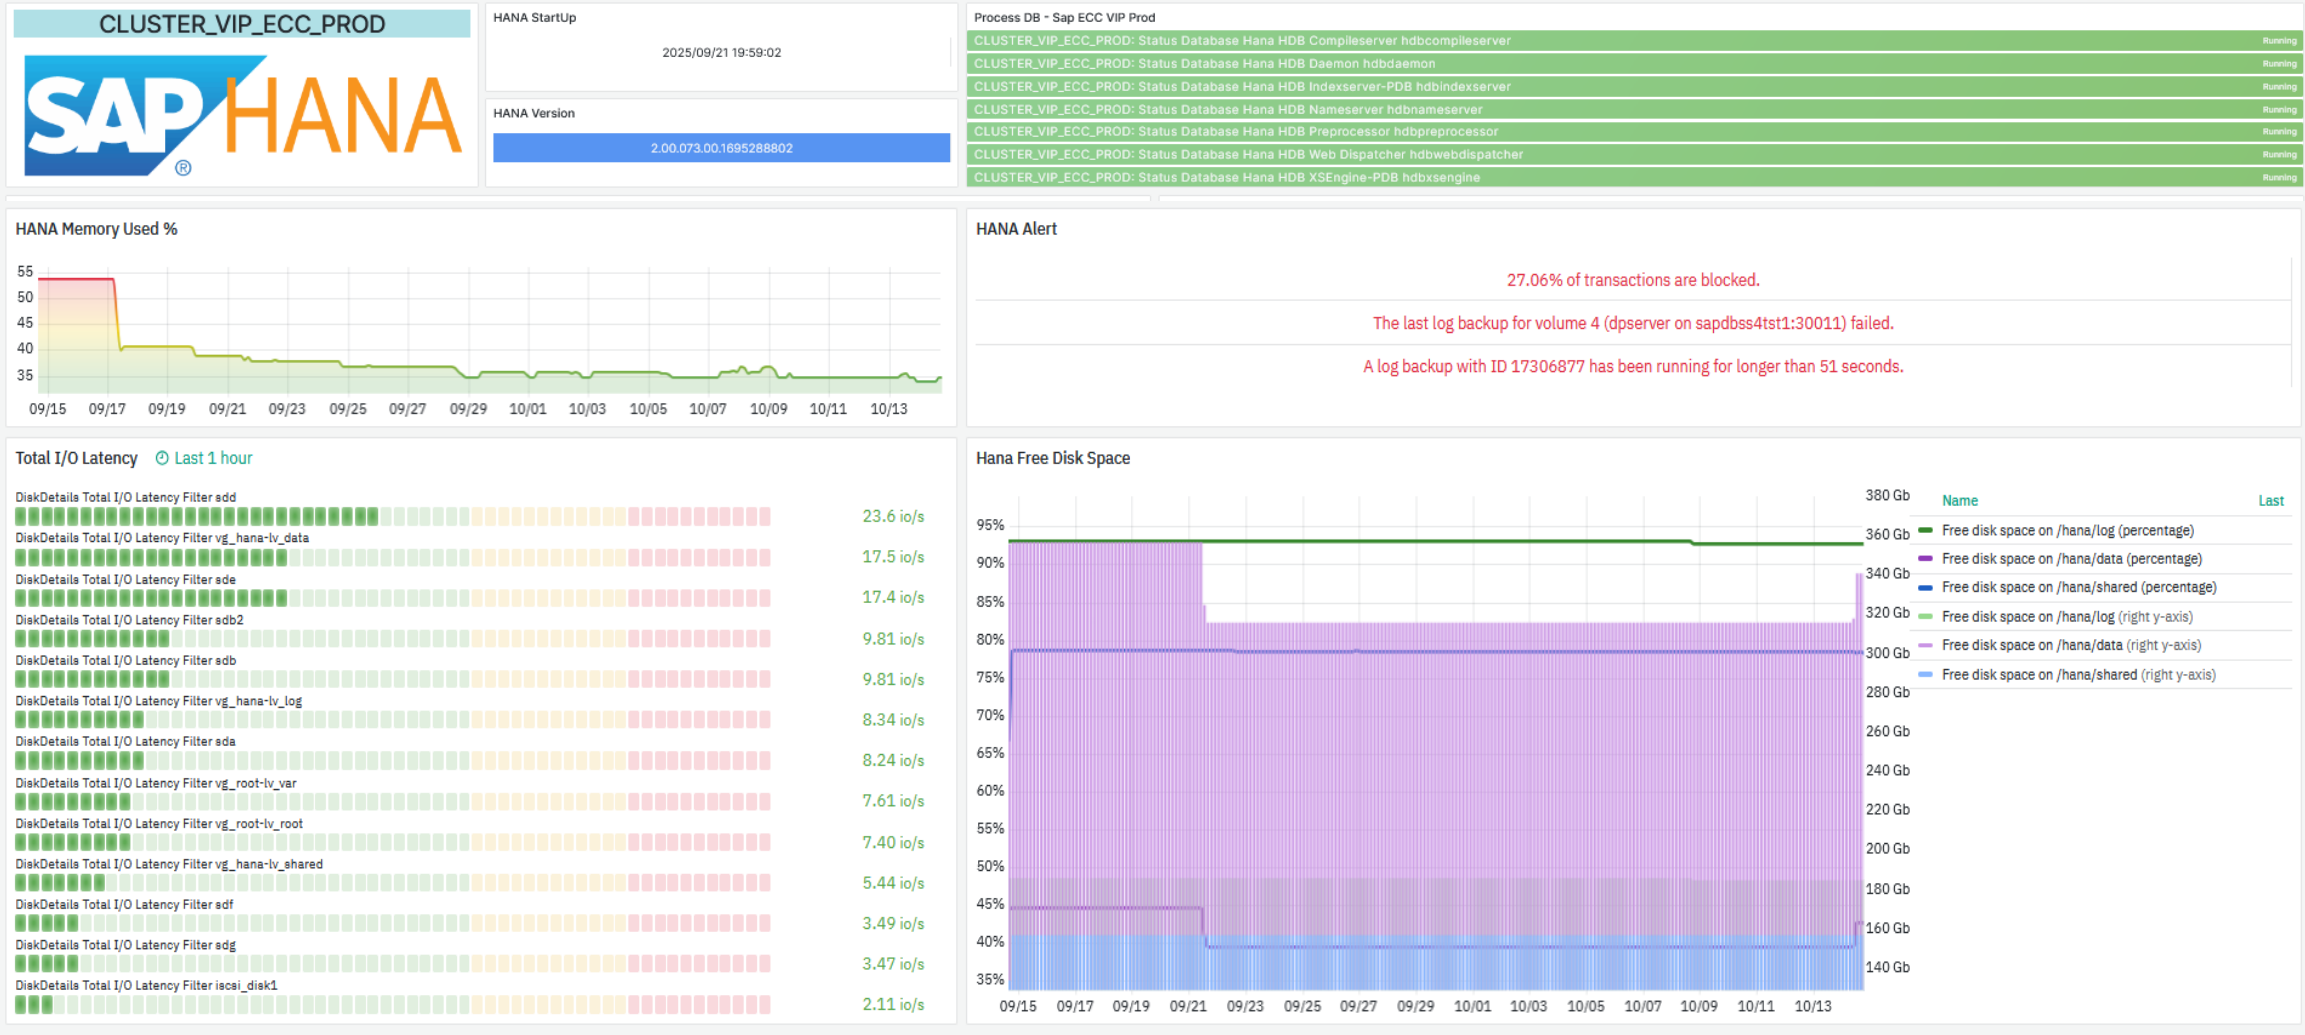 CLUSTER_VIP_ECC_PROD
SAP HANA
®
HANA StartUp
2025/09/21 19:59:02
HANA Version
2.00.073.00.1695288802
Process DB - Sap ECC VIP Prod
CLUSTER_VIP_ECC_PROD: Status Database Hana HDB Compileserver hdbcompileserver Running
CLUSTER_VIP_ECC_PROD: Status Database Hana HDB Daemon hdbdaemon Running
CLUSTER_VIP_ECC_PROD: Status Database Hana HDB Indexserver-PDB hdbindexserver Running
CLUSTER_VIP_ECC_PROD: Status Database Hana HDB Nameserver hdbnameserver Running
CLUSTER_VIP_ECC_PROD: Status Database Hana HDB Preprocessor hdbpreprocessor Running
CLUSTER_VIP_ECC_PROD: Status Database Hana HDB Web Dispatcher hdbwebdispatcher Running
CLUSTER_VIP_ECC_PROD: Status Database Hana HDB XSEngine-PDB hdbxsengine Running
HANA Memory Used %
55
50
45
40
35
09/15 09/17 09/19 09/21 09/23 09/25 09/27 09/29 10/01 10/03 10/05 10/07 10/09 10/11 10/13
HANA Alert
27.06% of transactions are blocked.
The last log backup for volume 4 (dpserver on sapdbss4tst1:30011) failed.
A log backup with ID 17306877 has been running for longer than 51 seconds.
Total I/O Latency Last 1 hour
DiskDetails Total I/O Latency Filter sdd
23.6 io/s
DiskDetails Total I/O Latency Filter vg_hana-lv_data
17.5 io/s
DiskDetails Total I/O Latency Filter sde
17.4 io/s
DiskDetails Total I/O Latency Filter sdb2
9.81 io/s
DiskDetails Total I/O Latency Filter sdb
9.81 io/s
DiskDetails Total I/O Latency Filter vg_hana-lv_log
8.34 io/s
DiskDetails Total I/O Latency Filter sda
8.24 io/s
DiskDetails Total I/O Latency Filter vg_root-lv_var
7.61 io/s
DiskDetails Total I/O Latency Filter vg_root-lv_root
7.40 io/s
DiskDetails Total I/O Latency Filter vg_hana-lv_shared
5.44 io/s
DiskDetails Total I/O Latency Filter sdf
3.49 io/s
DiskDetails Total I/O Latency Filter sdg
3.47 io/s
DiskDetails Total I/O Latency Filter iscsi_disk1
2.11 io/s
Hana Free Disk Space
95%
90%
85%
80%
75%
70%
65%
60%
55%
50%
45%
40%
35%
380 Gb
360 Gb
340 Gb
320 Gb
300 Gb
280 Gb
260 Gb
240 Gb
220 Gb
200 Gb
180 Gb
160 Gb
140 Gb
09/15 09/17 09/19 09/21 09/23 09/25 09/27 09/29 10/01 10/03 10/05 10/07 10/09 10/11 10/13
Name Last
Free disk space on /hana/log (percentage)
Free disk space on /hana/data (percentage)
Free disk space on /hana/shared (percentage)
Free disk space on /hana/log (right y-axis)
Free disk space on /hana/data (right y-axis)
Free disk space on /hana/shared (right y-axis)